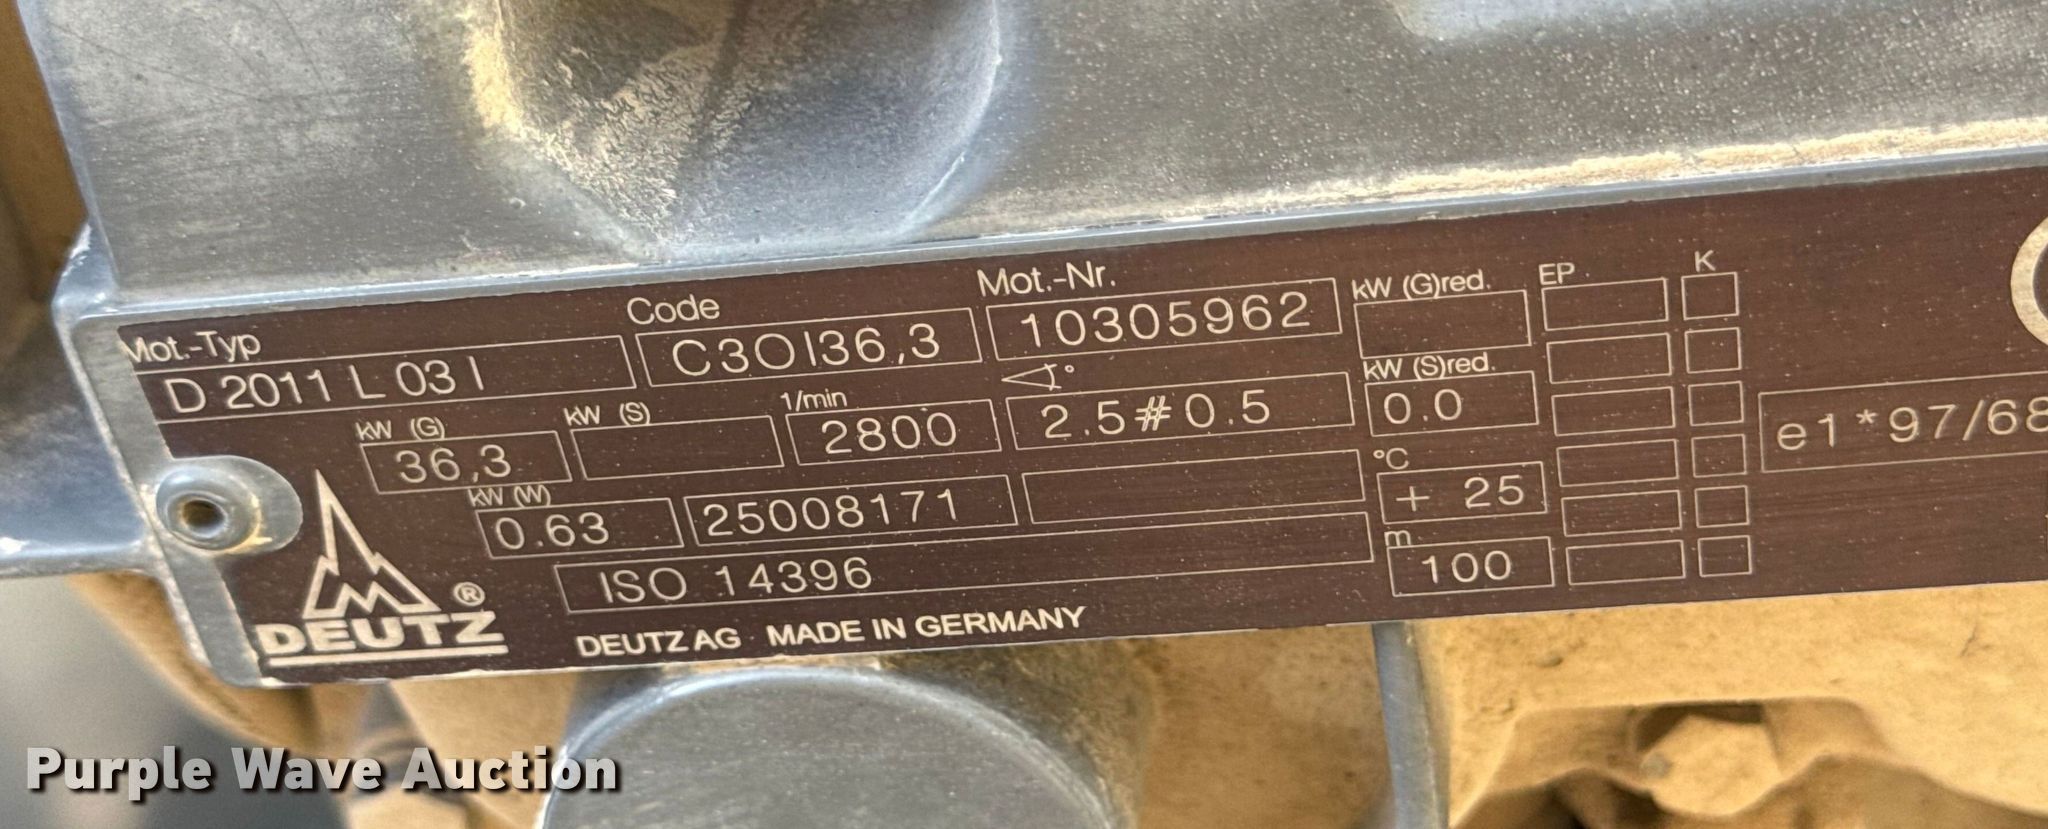 Mot.-Typ Code Mot.-Nr. kW (G)red. EP K
D 2011 L 03 I C3OI36,3 10305962
kW (G) kW (S) 1/min ° kW (S)red.
36,3 2800 2.5#0.5 0.0 e1*97/68
kW (W) °C
0.63 25008171 + 25
m
ISO 14396 100
DEUTZ ®
DEUTZ AG MADE IN GERMANY
Purple Wave Auction